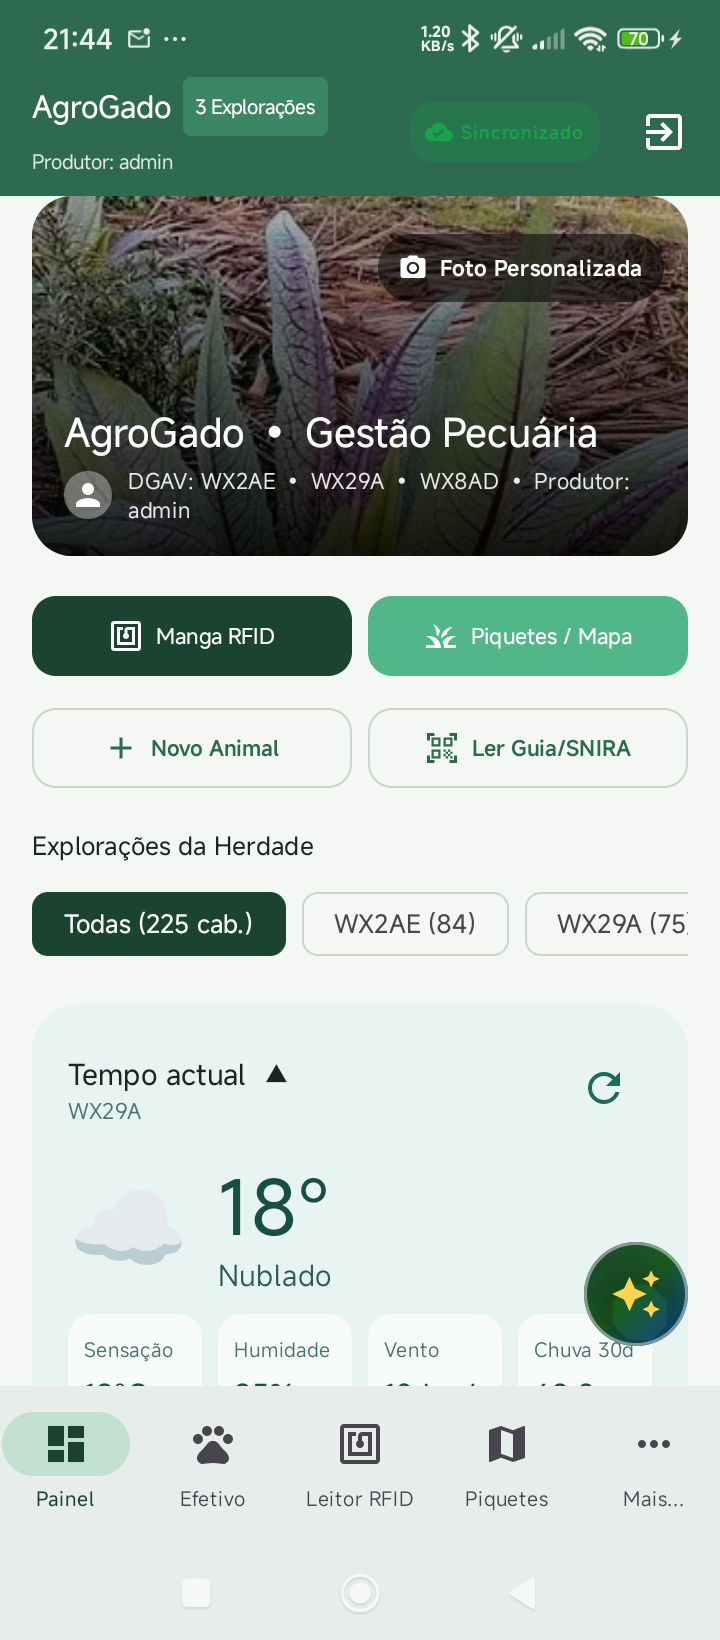 21:44
1.20
KB/s
70
AgroGado
3 Explorações
Sincronizado
Produtor: admin
Foto Personalizada
AgroGado • Gestão Pecuária
DGAV: WX2AE • WX29A • WX8AD • Produtor:
admin
Manga RFID
Piquetes / Mapa
Novo Animal
Ler Guia/SNIRA
Explorações da Herdade
Todas (225 cab.)
WX2AE (84)
WX29A (75)
Tempo actual
WX29A
18°
Nublado
Sensação
Humidade
Vento
Chuva 30d
Painel
Efetivo
Leitor RFID
Piquetes
Mais...